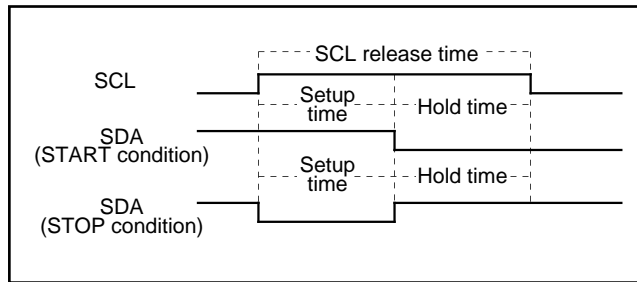 SCL release time
SCL
Setup
time
Hold time
SDA
(START condition)
Setup
time
Hold time
SDA
(STOP condition)